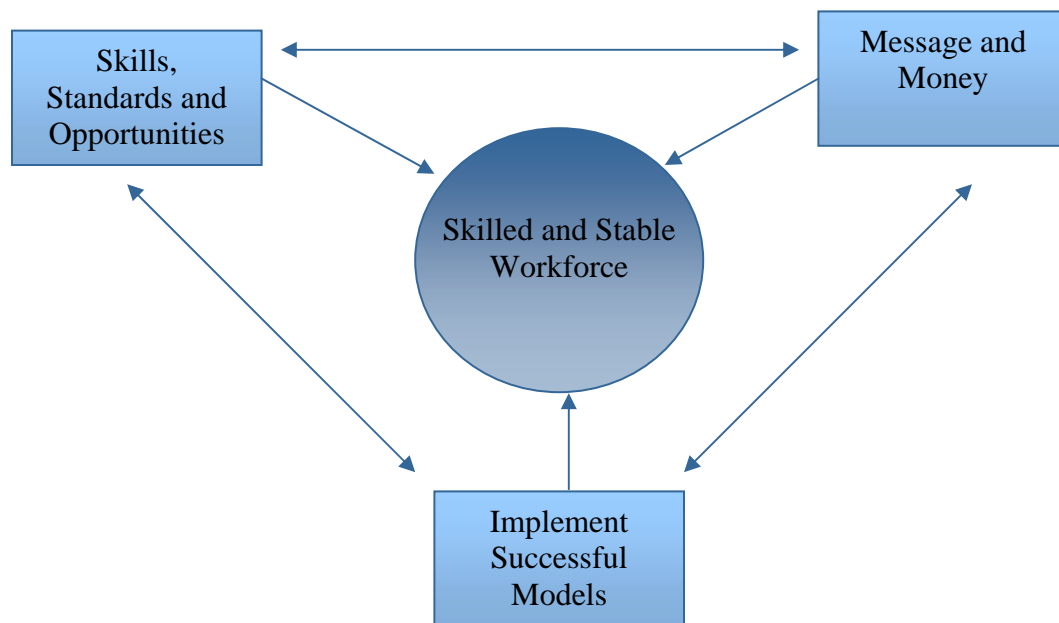 Skills,
Standards and
Opportunities
Message and
Money
Skilled and Stable
Workforce
Implement
Successful
Models